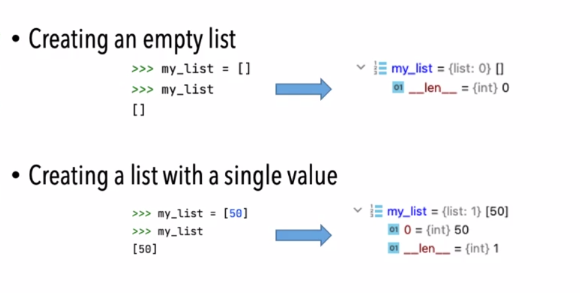 • Creating an empty list
>>> my_list = []
>>> my_list
[]
my_list = {list: 0} []
01 __len__ = {int} 0
• Creating a list with a single value
>>> my_list = [50]
>>> my_list
[50]
my_list = {list: 1} [50]
01 0 = {int} 50
01 __len__ = {int} 1